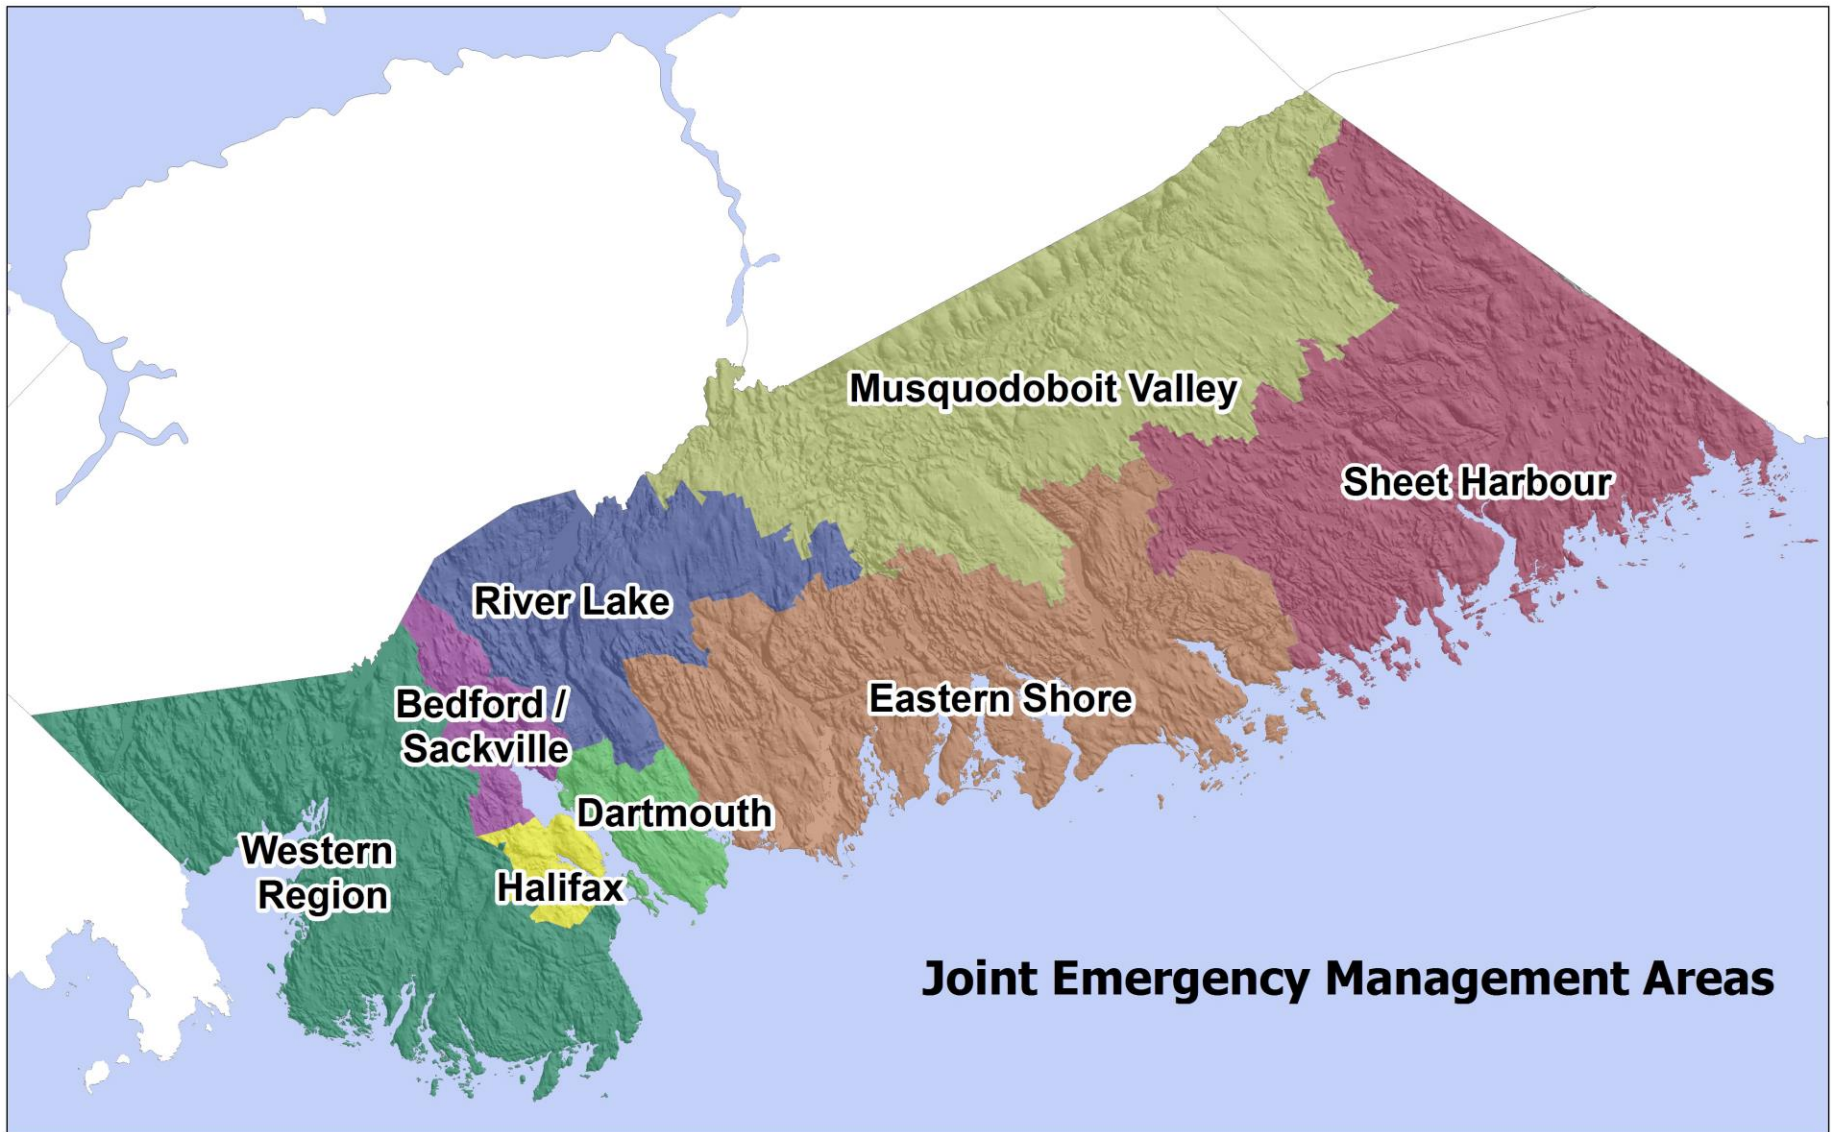 Musquodoboit Valley
Sheet Harbour
River Lake
Eastern Shore
Bedford /
Sackville
Dartmouth
Western
Region
Halifax
Joint Emergency Management Areas